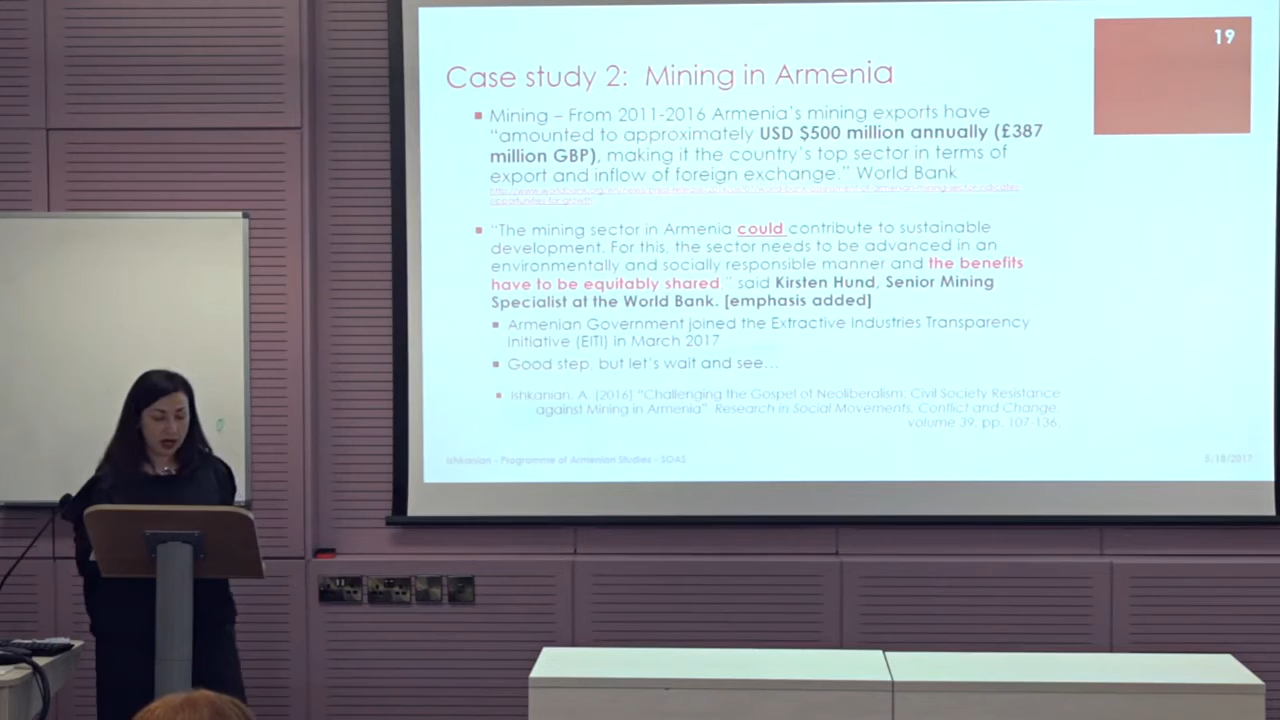 19
Case study 2: Mining in Armenia
Mining – From 2011-2016 Armenia's mining exports have
"amounted to approximately USD $500 million annually (£387
million GBP), making it the country's top sector in terms of
export and inflow of foreign exchange." World Bank
opportunities-for-growth
"The mining sector in Armenia could contribute to sustainable
development. For this, the sector needs to be advanced in an
environmentally and socially responsible manner and the benefits
have to be equitably shared," said Kirsten Hund, Senior Mining
Specialist at the World Bank. [emphasis added]
Armenian Government joined the Extractive Industries Transparency
Initiative (EITI) in March 2017
Good step, but let's wait and see...
Ishkanian, A. (2016) "Challenging the Gospel of Neoliberalism: Civil Society Resistance
against Mining in Armenia" Research in Social Movements, Conflict and Change,
volume 39, pp. 107-136.
Ishkanian - Programme of Armenian Studies - SOAS
5/18/2017